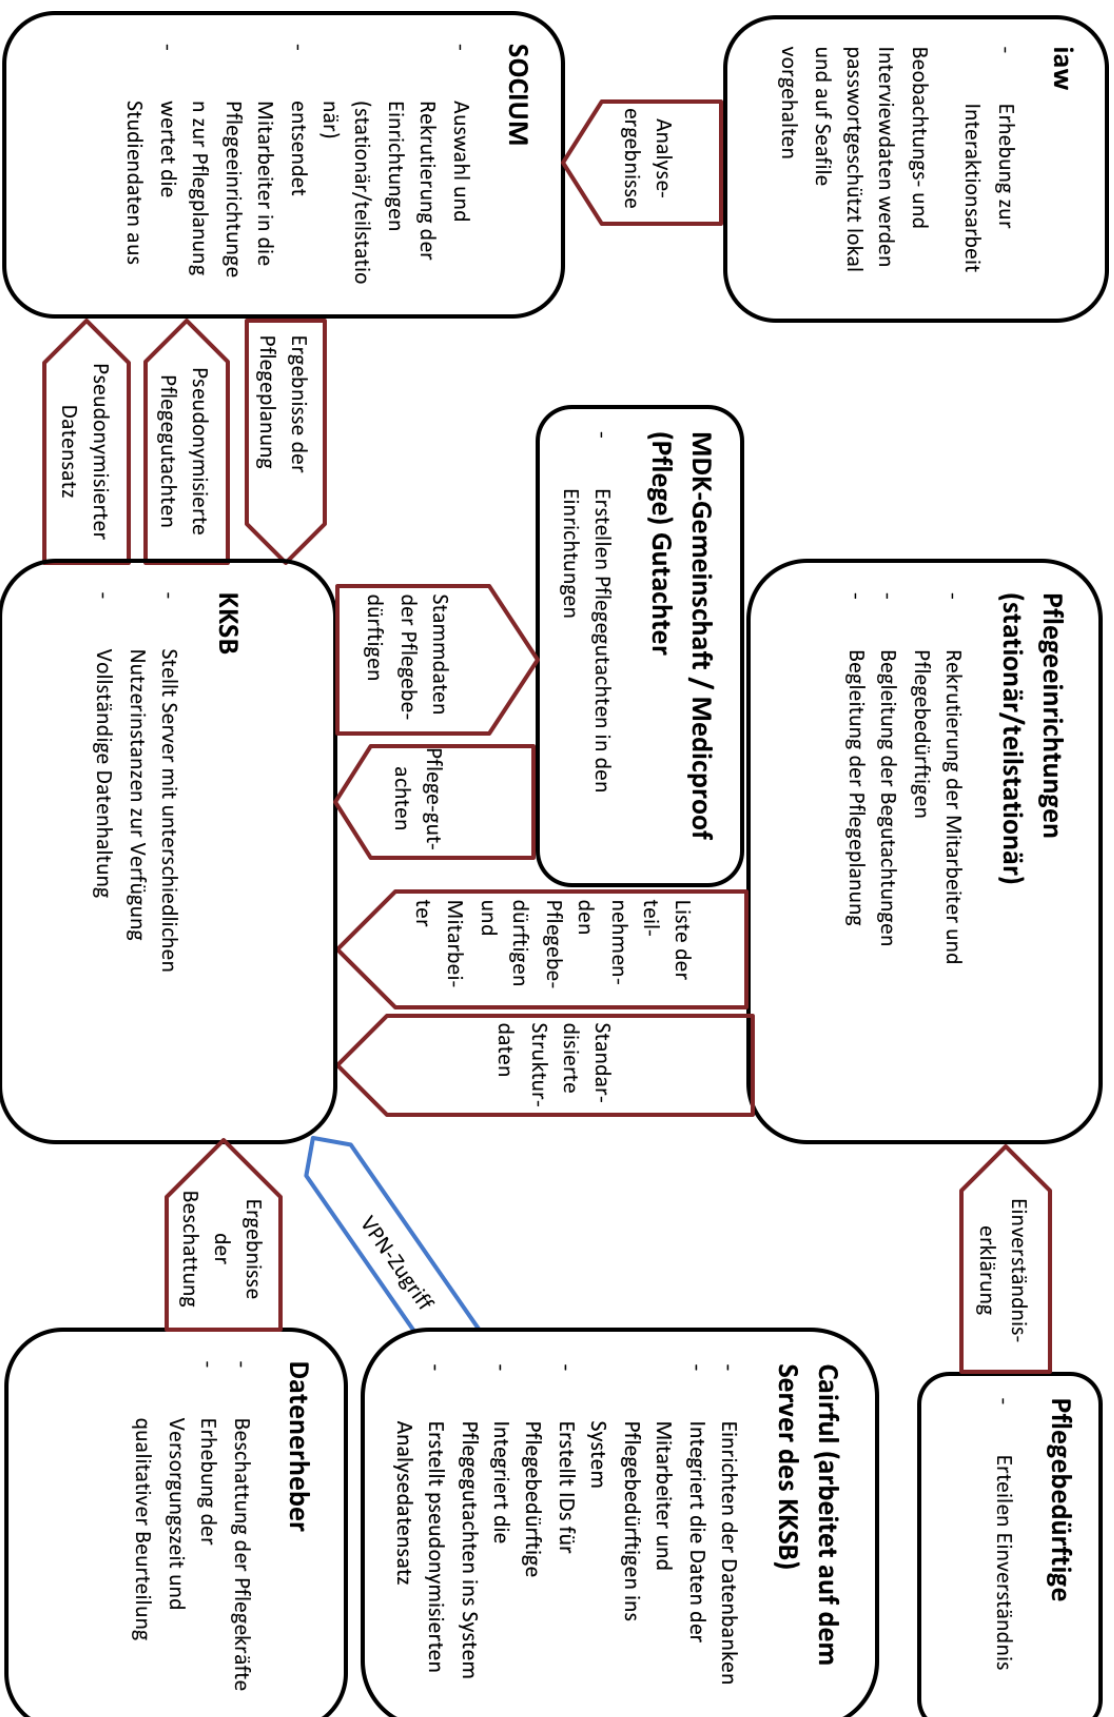 iaw
- Erhebung zur
Interaktionsarbeit
Beobachtungs- und
Interviewdaten werden
passwortgeschützt lokal
und auf Seafile
vorgehalten
Analyse-
ergebnisse
SOCIUM
- Auswahl und
Rekrutierung der
Einrichtungen
(stationär/teilstatio
när)
- entsendet
Mitarbeiter in die
Pflegeeinrichtunge
n zur Pflegplanung
- wertet die
Studiendaten aus
Ergebnisse der
Pflegeplanung
Pseudonymisierte
Pflegegutachten
Pseudonymisierter
Datensatz
Pflegeeinrichtungen
(stationär/teilstationär)
- Rekrutierung der Mitarbeiter und
Pflegebedürftigen
- Begleitung der Begutachtungen
- Begleitung der Pflegeplanung
MDK-Gemeinschaft / Medicproof
(Pflege) Gutachter
- Erstellen Pflegegutachten in den
Einrichtungen
Stammdaten
der Pflegebe-
dürftigen
Pflege-gut-
achten
Liste der
teil-
nehmen-
den
Pflegebe-
dürftigen
und
Mitarbei-
ter
Standar-
disierte
Struktur-
daten
KKSB
- Stellt Server mit unterschiedlichen
Nutzerinstanzen zur Verfügung
- Vollständige Datenhaltung
Einverständnis-
erklärung
VPN-Zugriff
Ergebnisse
der
Beschattung
Pflegebedürftige
- Erteilen Einverständnis
Cairful (arbeitet auf dem
Server des KKSB)
- Einrichten der Datenbanken
- Integriert die Daten der
Mitarbeiter und
Pflegebedürftigen ins
System
- Erstellt IDs für
Pflegebedürftige
- Integriert die
Pflegegutachten ins System
- Erstellt pseudonymisierten
Analysedatensatz
Datenerheber
- Beschattung der Pflegekräfte
- Erhebung der
Versorgungszeit und
qualitativer Beurteilung